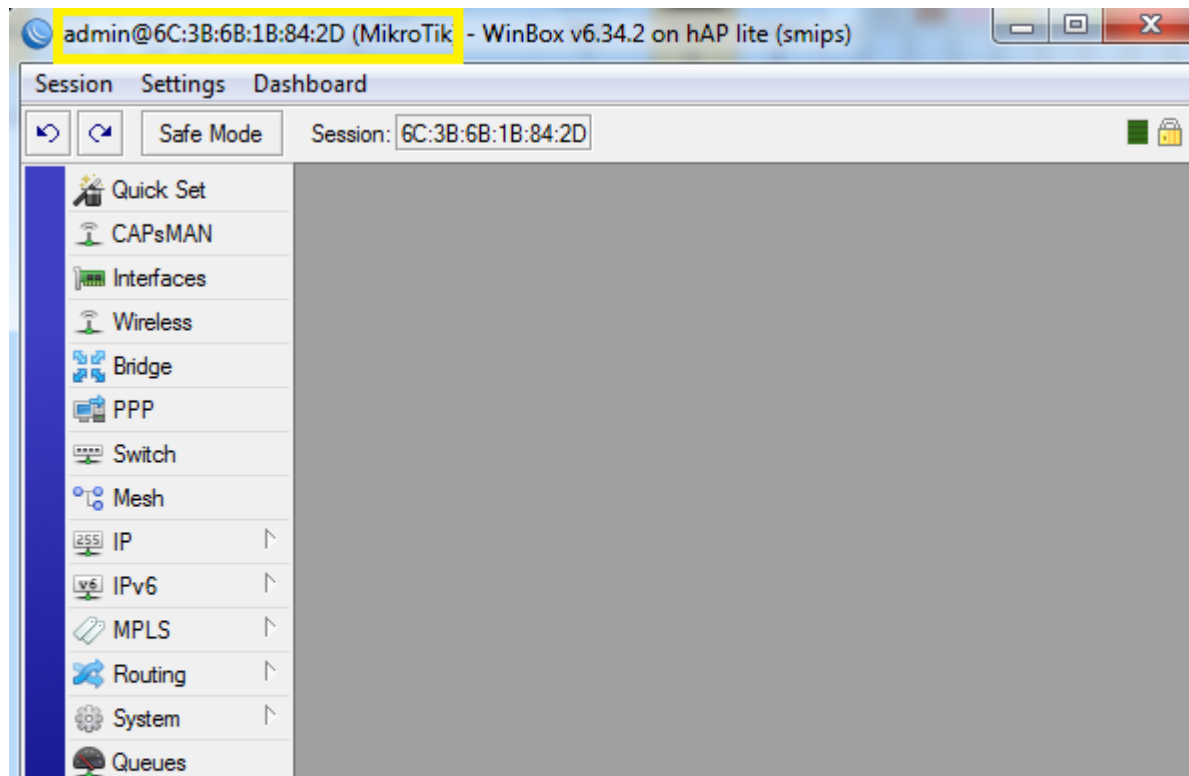 admin@6C:3B:6B:1B:84:2D (MikroTik) - WinBox v6.34.2 on hAP lite (smips)
Session Settings Dashboard
Safe Mode Session: 6C:3B:6B:1B:84:2D
Quick Set
CAPsMAN
Interfaces
Wireless
Bridge
PPP
Switch
Mesh
255 IP
v6 IPv6
MPLS
Routing
System
Queues